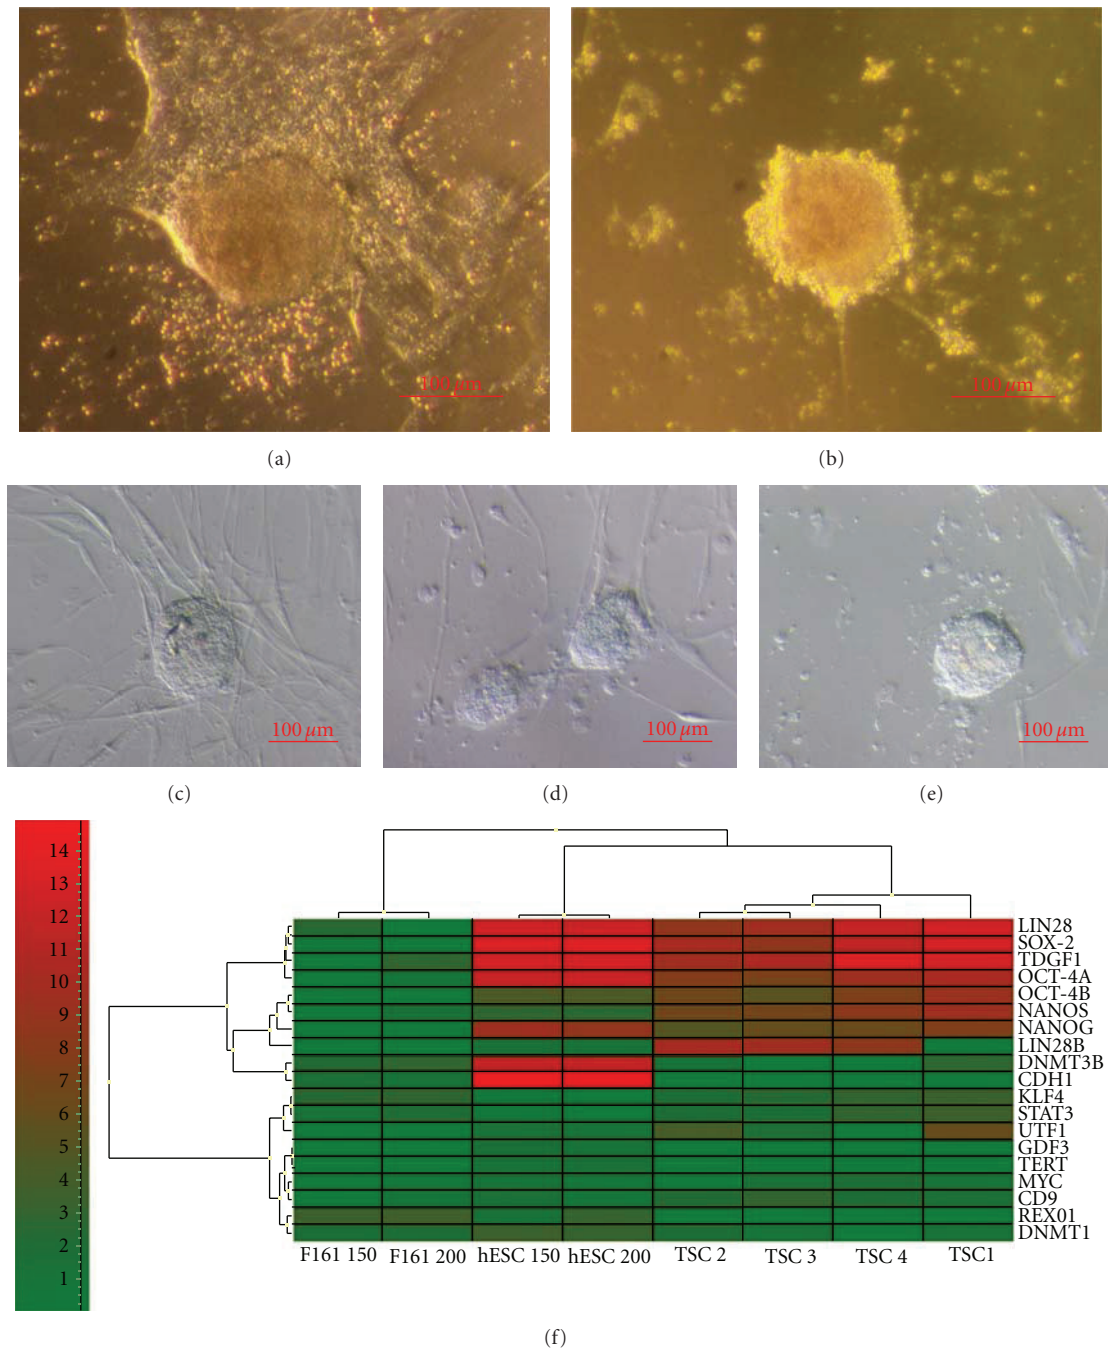 100 μm
100 μm
(a)
(b)
100 μm
100 μm
100 μm
(c)
(d)
(e)
14
13
12
11
10
9
8
7
6
5
4
3
2
1
LIN28
SOX-2
TDGF1
OCT-4A
OCT-4B
NANOS
NANOG
LIN28B
DNMT3B
CDH1
KLF4
STAT3
UTF1
GDF3
TERT
MYC
CD9
REX01
DNMT1
F161 150 F161 200 hESC 150 hESC 200 TSC 2 TSC 3 TSC 4 TSC1
(f)